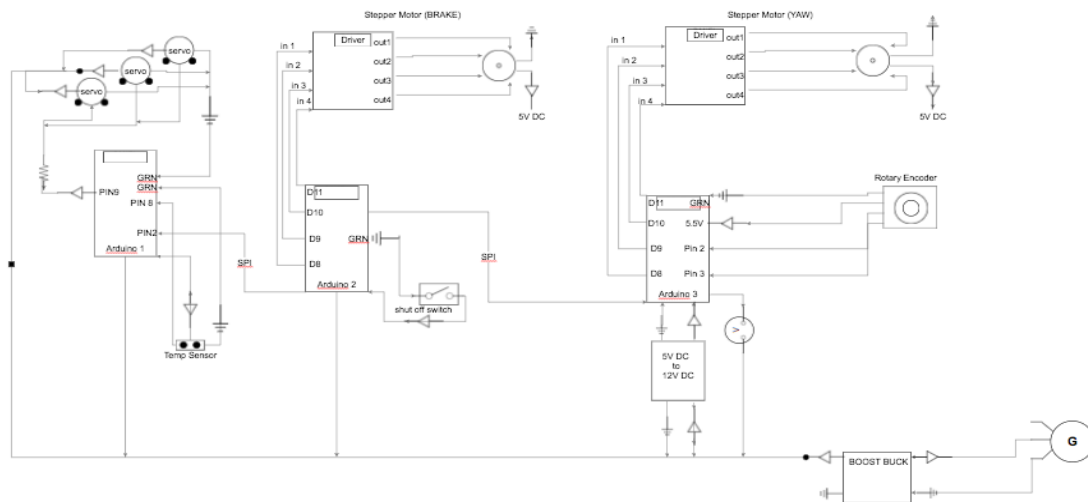 Stepper Motor (BRAKE)
Stepper Motor (YAW)
servo
servo
servo
in 1
in 2
in 3
in 4
Driver
out1
out2
out3
out4
5V DC
in 1
in 2
in 3
in 4
Driver
out1
out2
out3
out4
5V DC
GRN
GRN
PIN9
PIN 8
PIN2
Arduino 1
Temp Sensor
SPI
D11
D10
D9
D8
GRN
Arduino 2
shut off switch
SPI
D11
D10
D9
D8
GRN
5.5V
Pin 2
Pin 3
Arduino 3
Rotary Encoder
V
5V DC
to
12V DC
BOOST BUCK
G